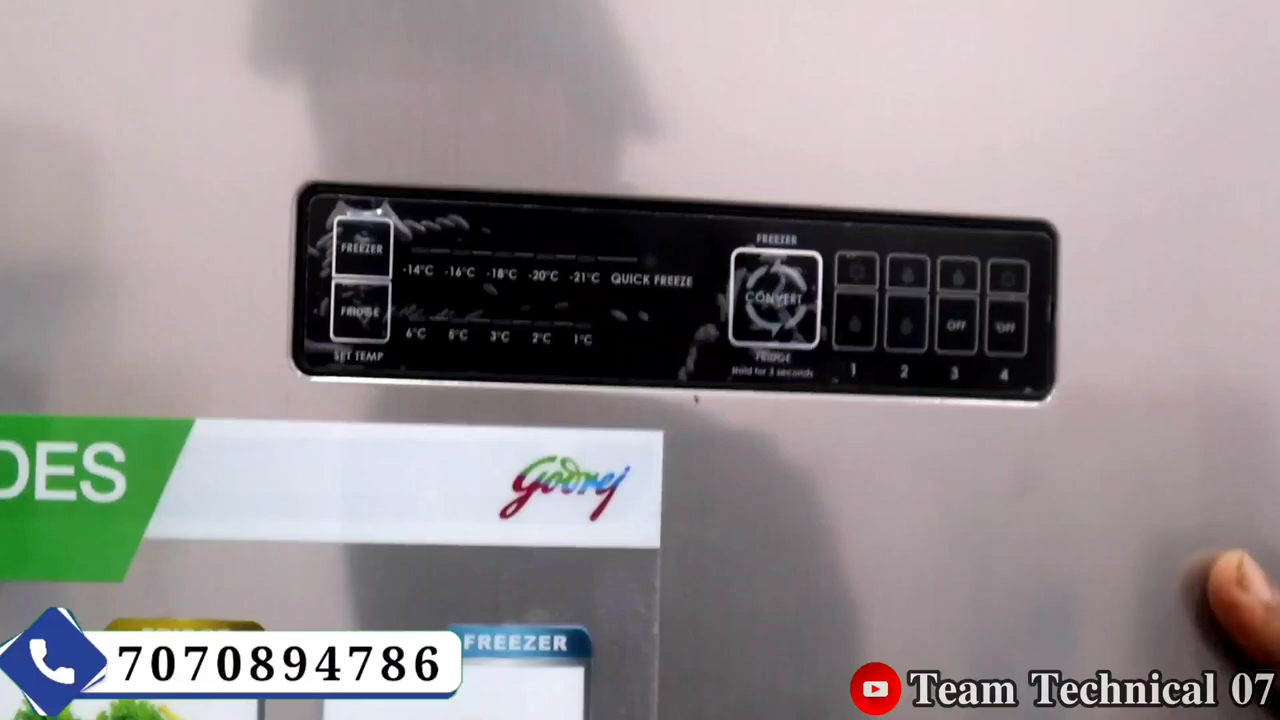 FREEZER
-14°C -16°C -18°C -20°C -21°C QUICK FREEZE
FRIDGE
6°C 5°C 3°C 2°C 1°C
SET TEMP
FREEZER
CONVERT
FRIDGE
Hold for 3 seconds
OFF OFF
1 2 3 4
DES
Godrej
FREEZER
7070894786
Team Technical 07